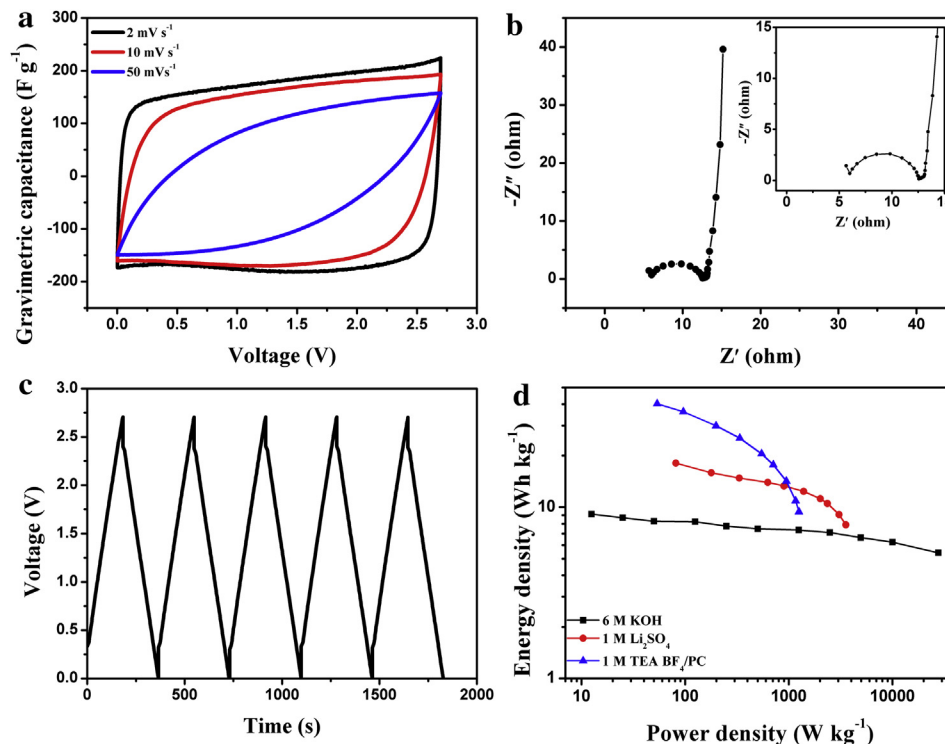 a
2 mV s⁻¹
10 mV s⁻¹
50 mVs⁻¹
300
200
100
0
-100
-200
0.0 0.5 1.0 1.5 2.0 2.5 3.0
Gravimetric capacitance (F g⁻¹)
Voltage (V)
b
40
30
20
10
0
0 10 20 30 40
-Z″ (ohm)
Z′ (ohm)
15
10
5
0
0 5 10 1
-Z″ (ohm)
Z′ (ohm)
c
3.0
2.5
2.0
1.5
1.0
0.5
0.0
0 500 1000 1500 2000
Voltage (V)
Time (s)
d
10
1
10 100 1000 10000
Energy density (Wh kg⁻¹)
Power density (W kg⁻¹)
6 M KOH
1 M Li₂SO₄
1 M TEA BF₄/PC